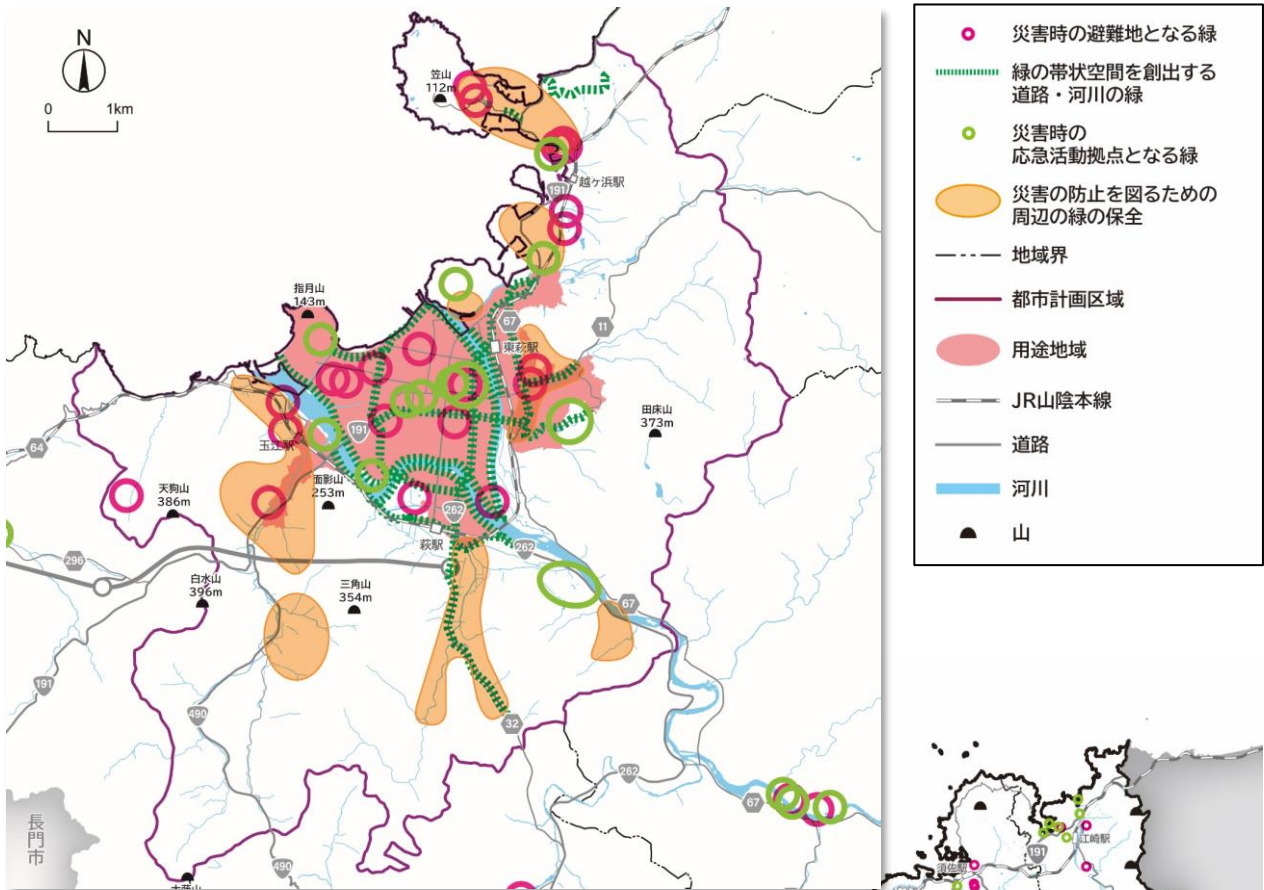 N
0 1km
笠山
112m
越ヶ浜駅
191
指月山
143m
67
11
東萩駅
田床山
373m
64
191
玉江駅
天狗山
386m
面影山
253m
262
萩駅
262
296
白水山
396m
三角山
354m
67
191
490
32
262
67
長門市
490
災害時の避難地となる緑
緑の帯状空間を創出する
道路・河川の緑
災害時の
応急活動拠点となる緑
災害の防止を図るための
周辺の緑の保全
地域界
都市計画区域
用途地域
JR山陰本線
道路
河川
山
江崎駅
191
須佐駅